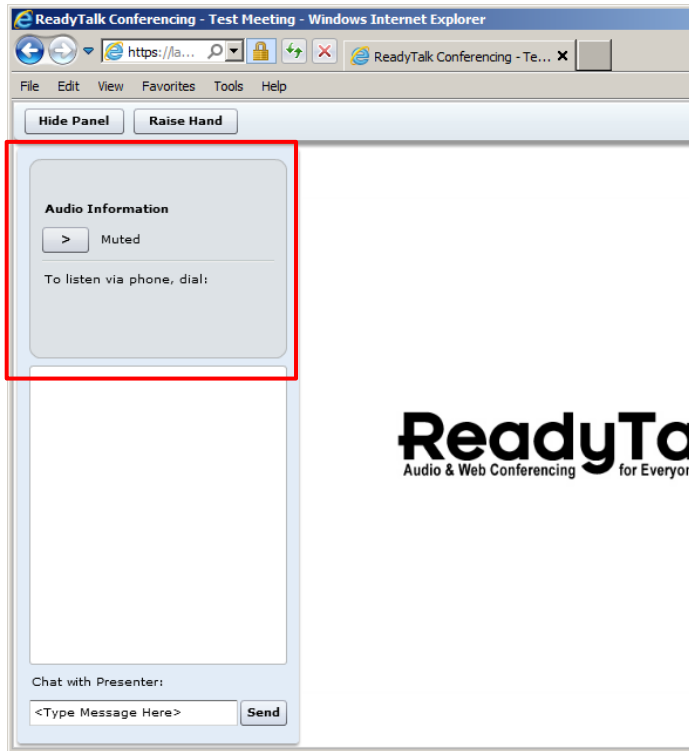 ReadyTalk Conferencing - Test Meeting - Windows Internet Explorer
https://la...
ReadyTalk Conferencing - Te...
File Edit View Favorites Tools Help
Hide Panel Raise Hand
Audio Information
> Muted
To listen via phone, dial:
ReadyTa
Audio & Web Conferencing for Everyon
Chat with Presenter:
<Type Message Here> Send